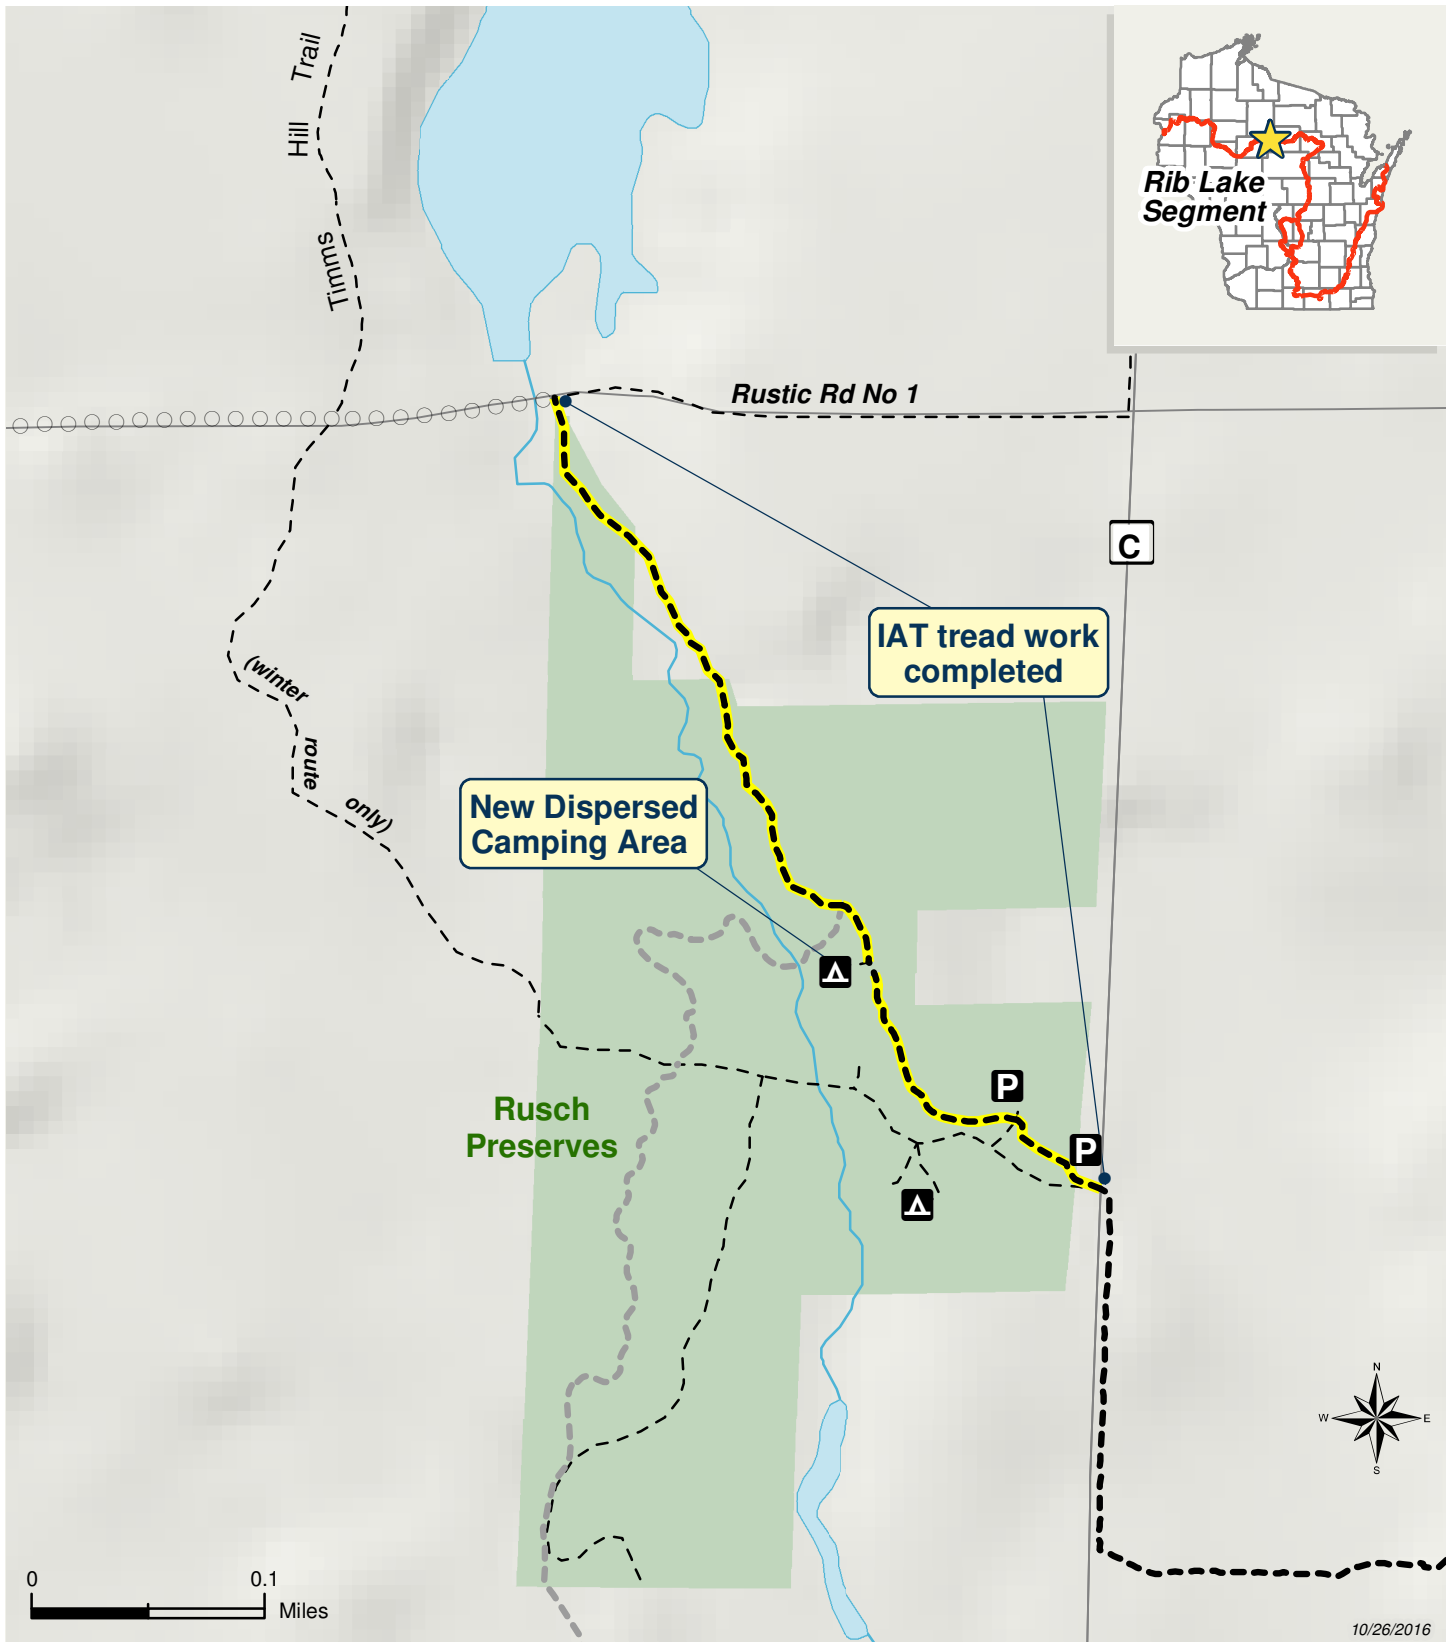 Timms Hill Trail
Rib Lake
Segment
Rustic Rd No 1
C
IAT tread work
completed
(winter route only)
New Dispersed
Camping Area
P
Rusch
Preserves
P
N
W E
S
0 0.1
Miles
10/26/2016